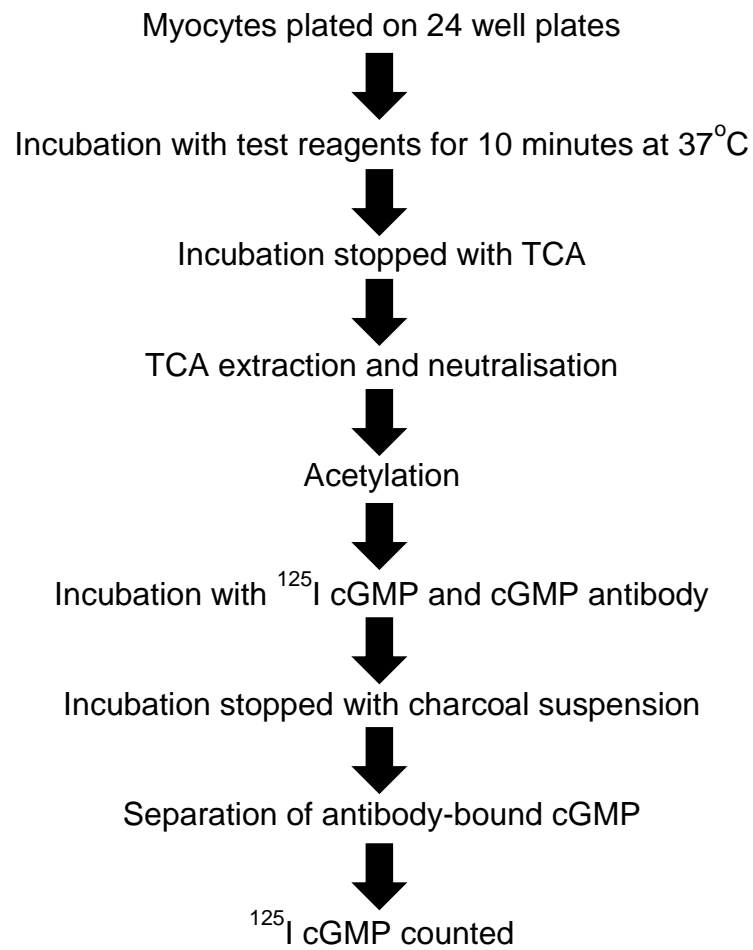 Myocytes plated on 24 well plates
Incubation with test reagents for 10 minutes at 37°C
Incubation stopped with TCA
TCA extraction and neutralisation
Acetylation
Incubation with ¹²⁵I cGMP and cGMP antibody
Incubation stopped with charcoal suspension
Separation of antibody-bound cGMP
¹²⁵I cGMP counted